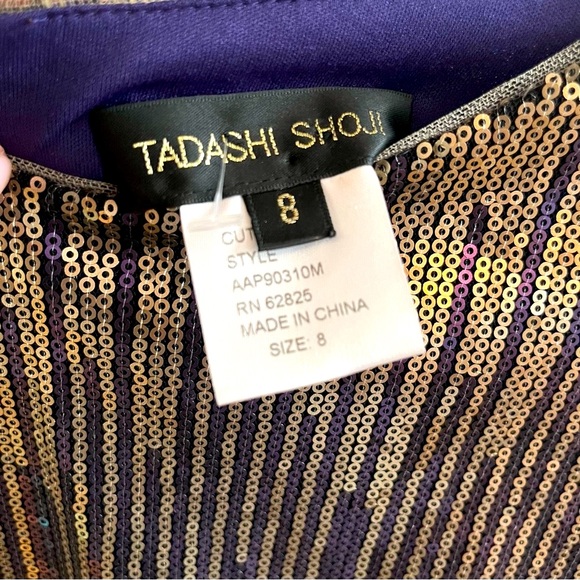 TADASHI SHOJI
8
CUT
STYLE
AAP90310M
RN 62825
MADE IN CHINA
SIZE: 8